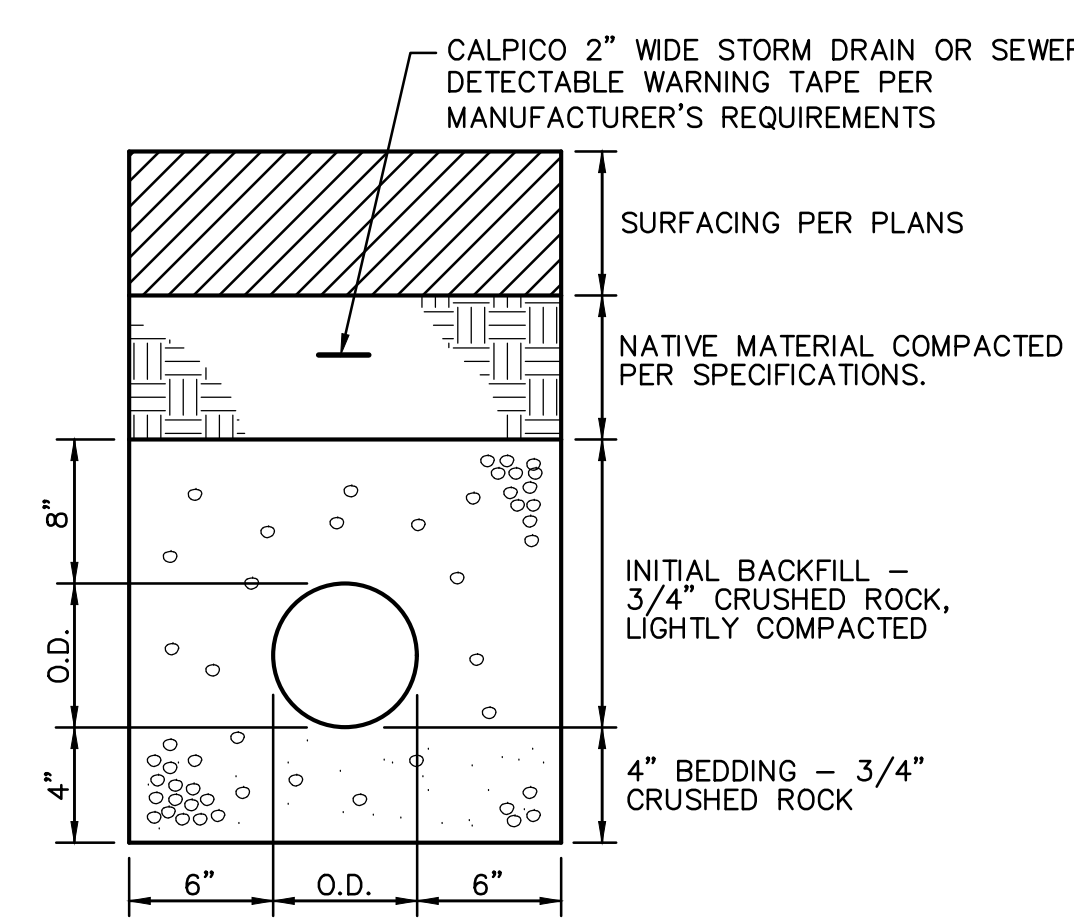 CALPICO 2” WIDE STORM DRAIN OR SEWER
DETECTABLE WARNING TAPE PER
MANUFACTURER'S REQUIREMENTS
SURFACING PER PLANS
NATIVE MATERIAL COMPACTED
PER SPECIFICATIONS.
8”
O.D.
4”
INITIAL BACKFILL –
3/4” CRUSHED ROCK,
LIGHTLY COMPACTED
4” BEDDING – 3/4”
CRUSHED ROCK
6”
O.D.
6”